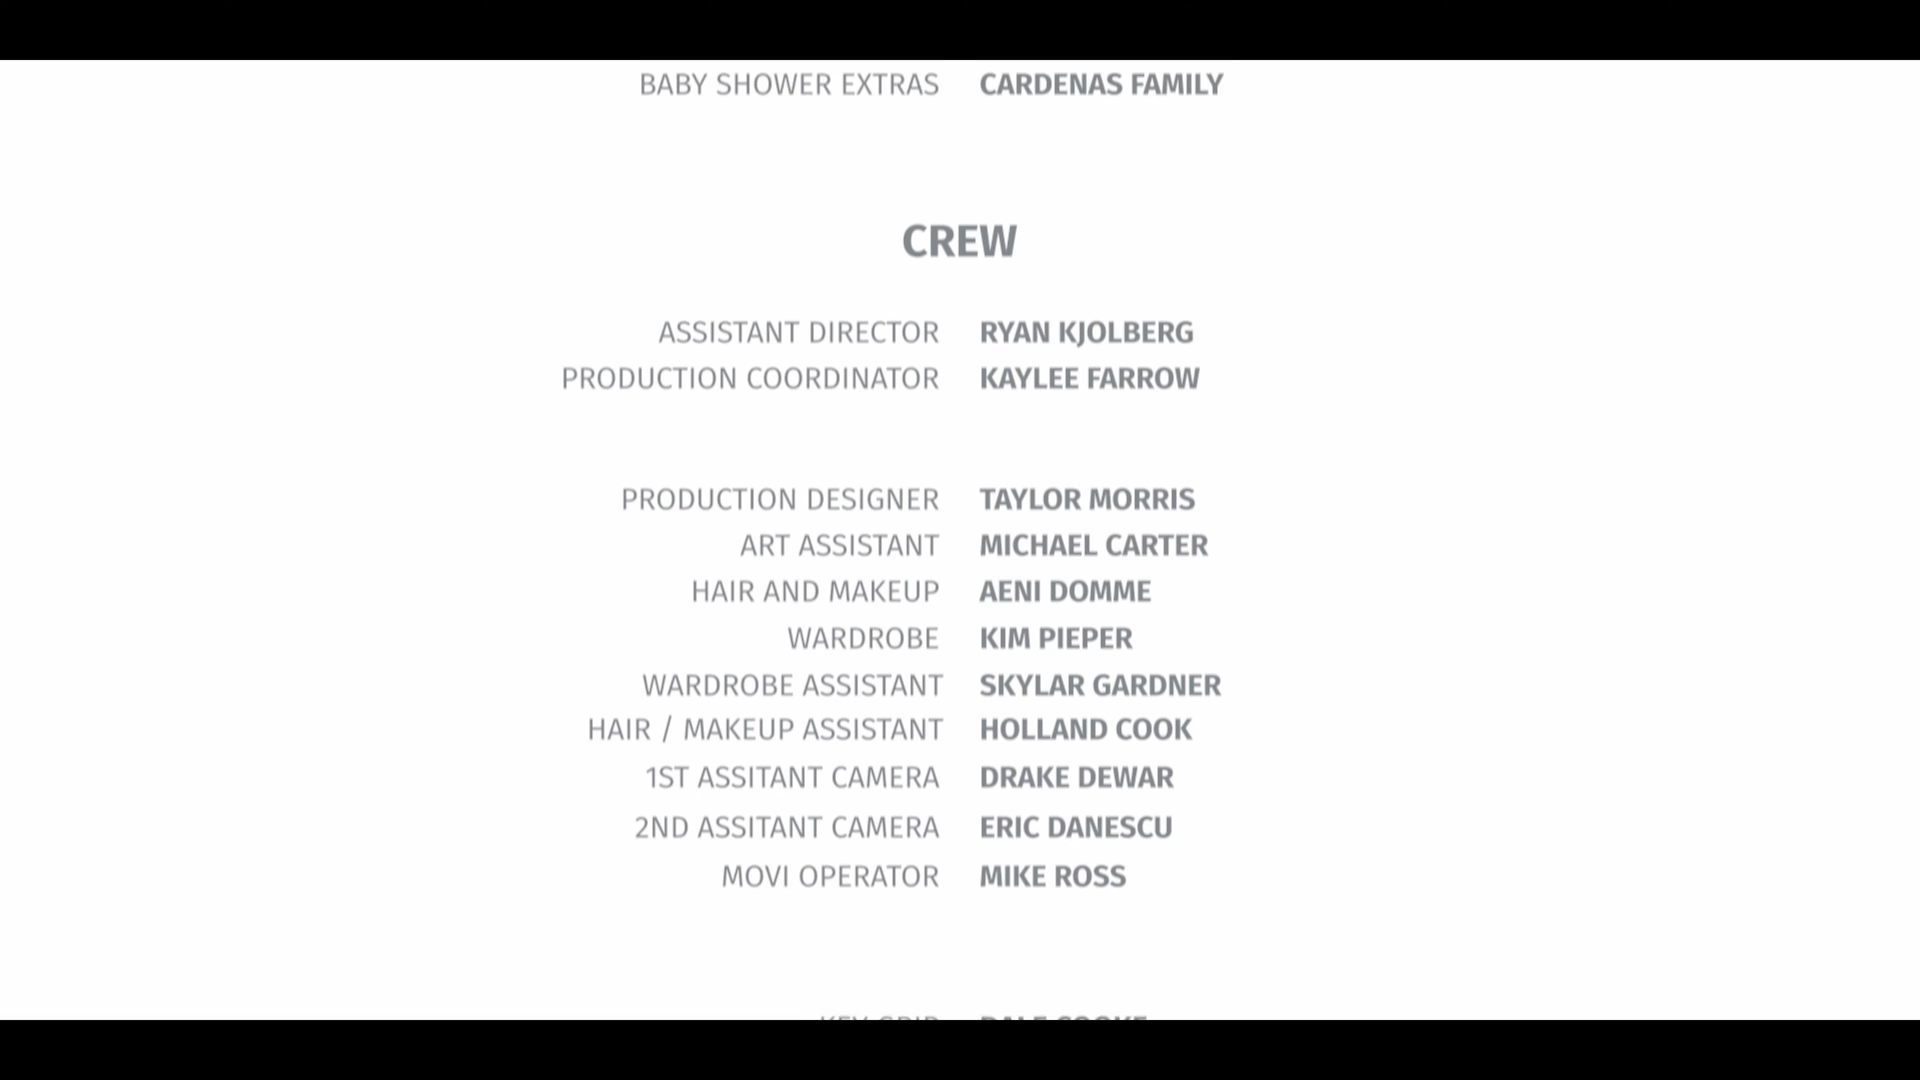 BABY SHOWER EXTRAS CARDENAS FAMILY
CREW
ASSISTANT DIRECTOR RYAN KJOLBERG
PRODUCTION COORDINATOR KAYLEE FARROW
PRODUCTION DESIGNER TAYLOR MORRIS
ART ASSISTANT MICHAEL CARTER
HAIR AND MAKEUP AENI DOMME
WARDROBE KIM PIEPER
WARDROBE ASSISTANT SKYLAR GARDNER
HAIR / MAKEUP ASSISTANT HOLLAND COOK
1ST ASSITANT CAMERA DRAKE DEWAR
2ND ASSITANT CAMERA ERIC DANESCU
MOVI OPERATOR MIKE ROSS